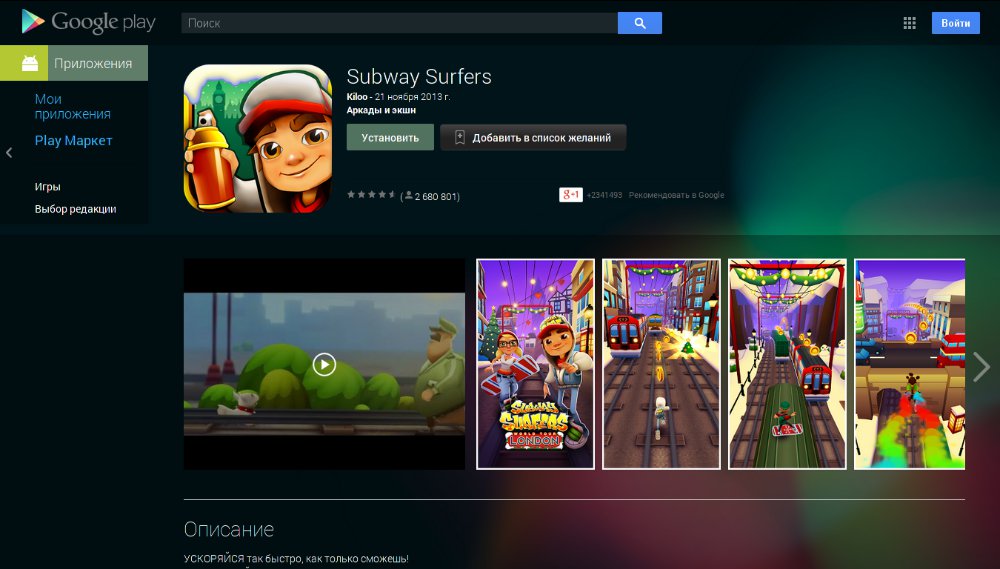 Google play
Поиск
Войти
Приложения
Мои
приложения
Play Маркет
Игры
Выбор редакции
Subway Surfers
Kiloo - 21 ноября 2013 г.
Аркады и экшн
Установить
Добавить в список желаний
(2 680 801)
g+1 +2341493 Рекомендовать в Google
SUBWAY
SURFERS
LONDON
Описание
УСКОРЯЙСЯ так быстро, как только сможешь!